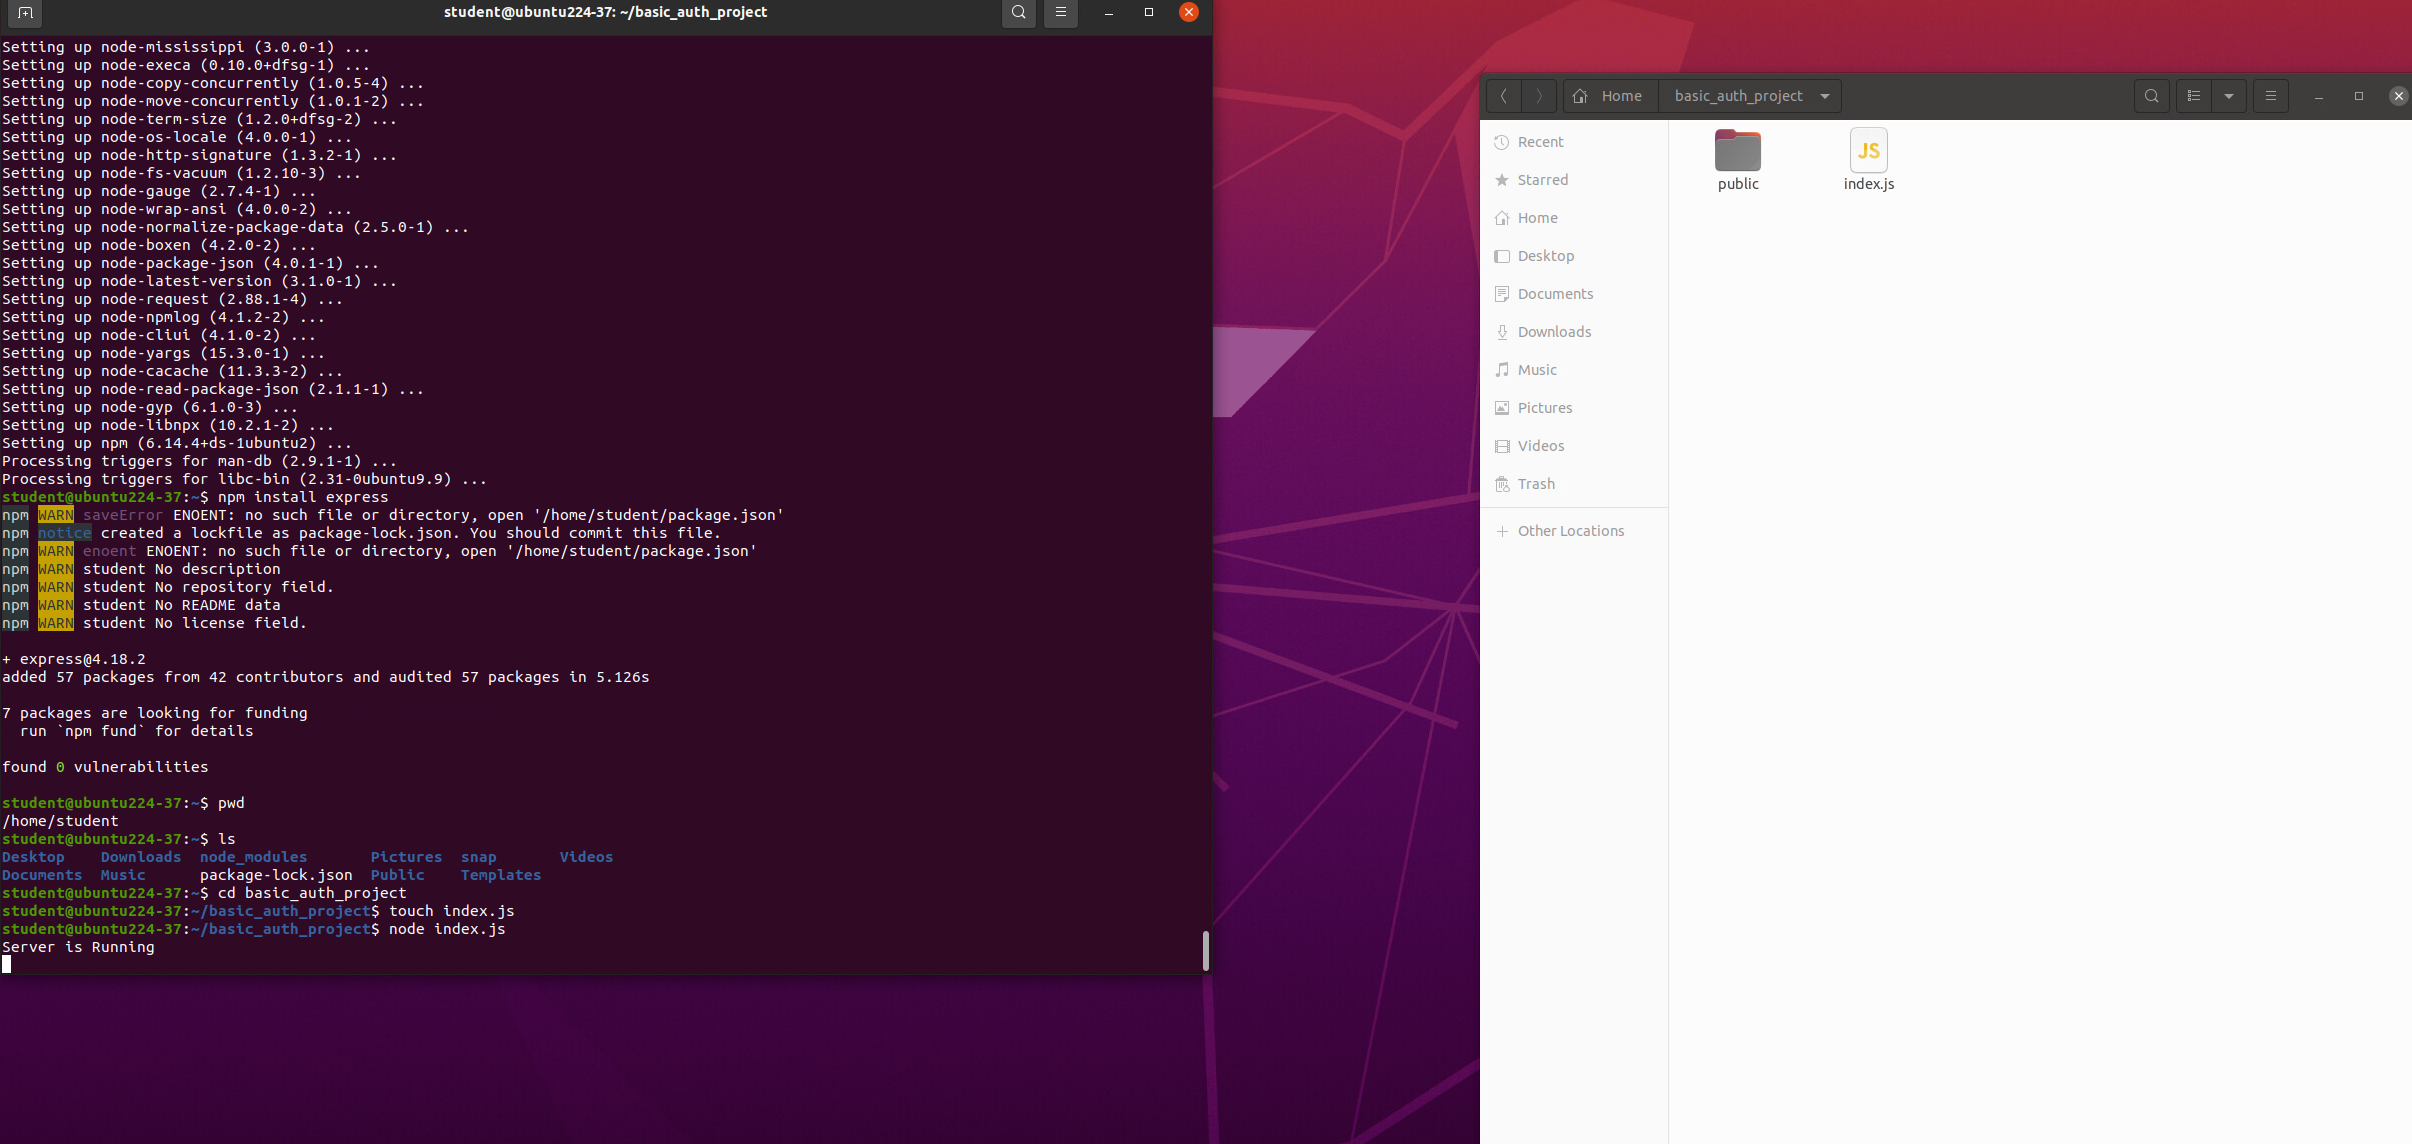 student@ubuntu224-37: ~/basic_auth_project
Setting up node-mississippi (3.0.0-1) ...
Setting up node-execa (0.10.0+dfsg-1) ...
Setting up node-copy-concurrently (1.0.5-4) ...
Setting up node-move-concurrently (1.0.1-2) ...
Setting up node-term-size (1.2.0+dfsg-2) ...
Setting up node-os-locale (4.0.0-1) ...
Setting up node-http-signature (1.3.2-1) ...
Setting up node-fs-vacuum (1.2.10-3) ...
Setting up node-gauge (2.7.4-1) ...
Setting up node-wrap-ansi (4.0.0-2) ...
Setting up node-normalize-package-data (2.5.0-1) ...
Setting up node-boxen (4.2.0-2) ...
Setting up node-package-json (4.0.1-1) ...
Setting up node-latest-version (3.1.0-1) ...
Setting up node-request (2.88.1-4) ...
Setting up node-npmlog (4.1.2-2) ...
Setting up node-cliui (4.1.0-2) ...
Setting up node-yargs (15.3.0-1) ...
Setting up node-cacache (11.3.3-2) ...
Setting up node-read-package-json (2.1.1-1) ...
Setting up node-gyp (6.1.0-3) ...
Setting up node-libnpx (10.2.1-2) ...
Setting up npm (6.14.4+ds-1ubuntu2) ...
Processing triggers for man-db (2.9.1-1) ...
Processing triggers for libc-bin (2.31-0ubuntu9.9) ...
student@ubuntu224-37:~$ npm install express
npm WARN saveError ENOENT: no such file or directory, open '/home/student/package.json'
npm notice created a lockfile as package-lock.json. You should commit this file.
npm WARN enoent ENOENT: no such file or directory, open '/home/student/package.json'
npm WARN student No description
npm WARN student No repository field.
npm WARN student No README data
npm WARN student No license field.
+ express@4.18.2
added 57 packages from 42 contributors and audited 57 packages in 5.126s
7 packages are looking for funding
run `npm fund` for details
found 0 vulnerabilities
student@ubuntu224-37:~$ pwd
/home/student
student@ubuntu224-37:~$ ls
Desktop Downloads node_modules Pictures snap Videos
Documents Music package-lock.json Public Templates
student@ubuntu224-37:~$ cd basic_auth_project
student@ubuntu224-37:~/basic_auth_project$ touch index.js
student@ubuntu224-37:~/basic_auth_project$ node index.js
Server is Running
Home basic_auth_project
Recent
Starred
Home
Desktop
Documents
Downloads
Music
Pictures
Videos
Trash
Other Locations
public
JS
index.js